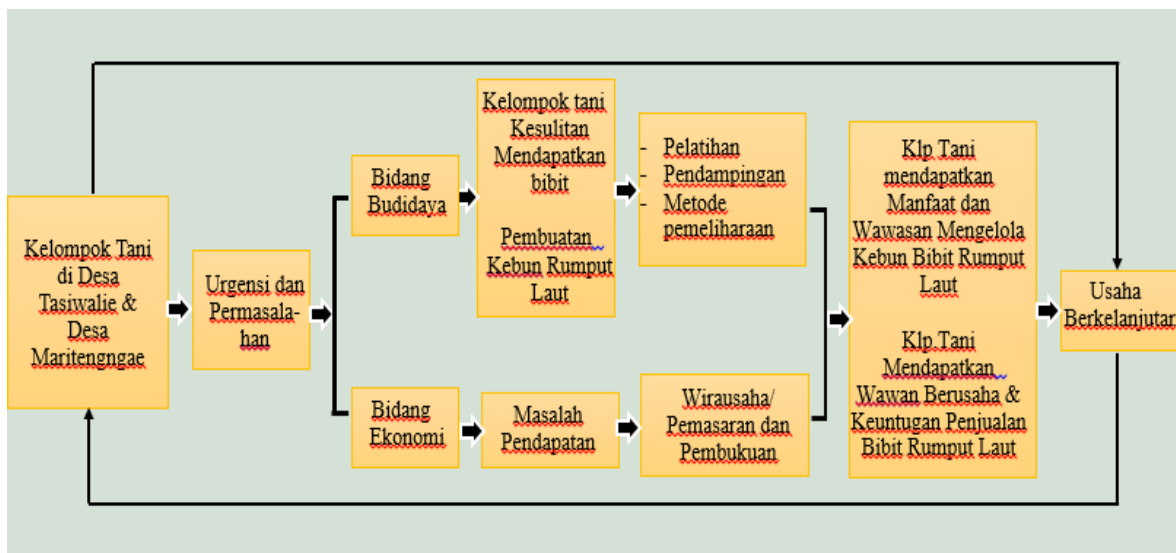 Kelompok Tani
di Desa
Tasiwalie &
Desa
Maritengngae
Urgensi dan
Permasala-
han
Bidang
Budidaya
Kelompok tani
Kesulitan
Mendapatkan
bibit
Pembuatan
Kebun Rumput
Laut
- Pelatihan
- Pendampingan
- Metode
pemeliharaan
Bidang
Ekonomi
Masalah
Pendapatan
Wirausaha/
Pemasaran dan
Pembukuan
Klp Tani
mendapatkan
Manfaat dan
Wawasan Mengelola
Kebun Bibit Rumput
Laut
Klp.Tani
Mendapatkan
Wawan Berusaha &
Keuntugan Penjualan
Bibit Rumput Laut
Usaha
Berkelanjutan